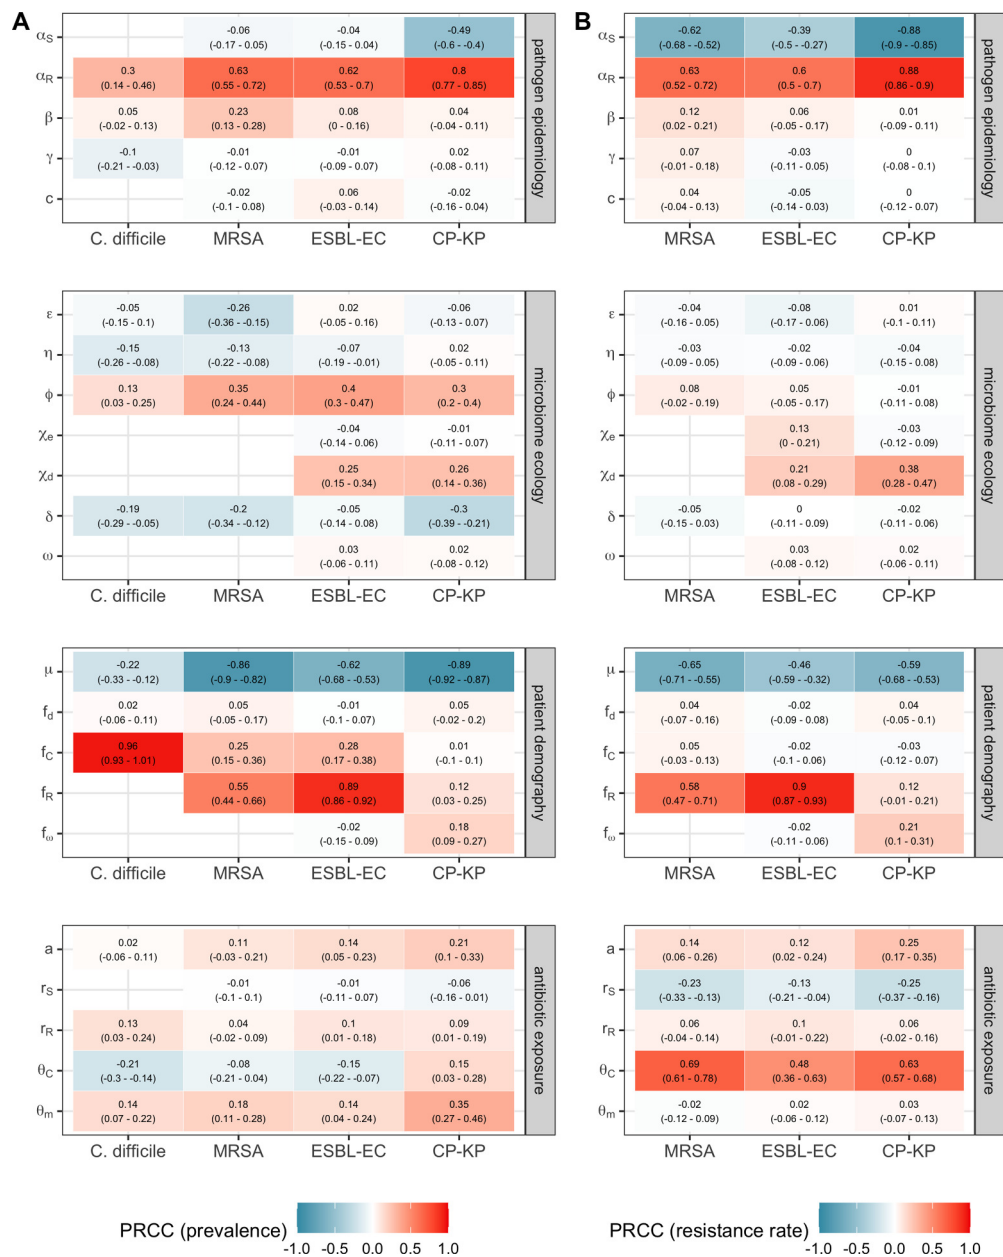 A
αS
-0.06
(-0.17 - 0.05)
-0.04
(-0.15 - 0.04)
-0.49
(-0.6 - -0.4)
αR
0.3
(0.14 - 0.46)
0.63
(0.55 - 0.72)
0.62
(0.53 - 0.7)
0.8
(0.77 - 0.85)
β
0.05
(-0.02 - 0.13)
0.23
(0.13 - 0.28)
0.08
(0 - 0.16)
0.04
(-0.04 - 0.11)
γ
-0.1
(-0.21 - -0.03)
-0.01
(-0.12 - 0.07)
-0.01
(-0.09 - 0.07)
0.02
(-0.08 - 0.11)
c
-0.02
(-0.1 - 0.08)
0.06
(-0.03 - 0.14)
-0.02
(-0.16 - 0.04)
C. difficile MRSA ESBL-EC CP-KP
pathogen epidemiology
ε
-0.05
(-0.15 - 0.1)
-0.26
(-0.36 - -0.15)
0.02
(-0.05 - 0.16)
-0.06
(-0.13 - 0.07)
η
-0.15
(-0.26 - -0.08)
-0.13
(-0.22 - -0.08)
-0.07
(-0.19 - -0.01)
0.02
(-0.05 - 0.11)
ϕ
0.13
(0.03 - 0.25)
0.35
(0.24 - 0.44)
0.4
(0.3 - 0.47)
0.3
(0.2 - 0.4)
χe
-0.04
(-0.14 - 0.06)
-0.01
(-0.11 - 0.07)
χd
0.25
(0.15 - 0.34)
0.26
(0.14 - 0.36)
δ
-0.19
(-0.29 - -0.05)
-0.2
(-0.34 - -0.12)
-0.05
(-0.14 - 0.08)
-0.3
(-0.39 - -0.21)
ω
0.03
(-0.06 - 0.11)
0.02
(-0.08 - 0.12)
C. difficile MRSA ESBL-EC CP-KP
microbiome ecology
μ
-0.22
(-0.33 - -0.12)
-0.86
(-0.9 - -0.82)
-0.62
(-0.68 - -0.53)
-0.89
(-0.92 - -0.87)
fd
0.02
(-0.06 - 0.11)
0.05
(-0.05 - 0.17)
-0.01
(-0.1 - 0.07)
0.05
(-0.02 - 0.2)
fC
0.96
(0.93 - 1.01)
0.25
(0.15 - 0.36)
0.28
(0.17 - 0.38)
0.01
(-0.1 - 0.1)
fR
0.55
(0.44 - 0.66)
0.89
(0.86 - 0.92)
0.12
(0.03 - 0.25)
fω
-0.02
(-0.15 - 0.09)
0.18
(0.09 - 0.27)
C. difficile MRSA ESBL-EC CP-KP
patient demography
a
0.02
(-0.06 - 0.11)
0.11
(-0.03 - 0.21)
0.14
(0.05 - 0.23)
0.21
(0.1 - 0.33)
rS
-0.01
(-0.1 - 0.1)
-0.01
(-0.11 - 0.07)
-0.06
(-0.16 - 0.01)
rR
0.13
(0.03 - 0.24)
0.04
(-0.02 - 0.09)
0.1
(0.01 - 0.18)
0.09
(0.01 - 0.19)
θC
-0.21
(-0.3 - -0.14)
-0.08
(-0.21 - 0.04)
-0.15
(-0.22 - -0.07)
0.15
(0.03 - 0.28)
θm
0.14
(0.07 - 0.22)
0.18
(0.11 - 0.28)
0.14
(0.04 - 0.24)
0.35
(0.27 - 0.46)
C. difficile MRSA ESBL-EC CP-KP
antibiotic exposure
PRCC (prevalence)
-1.0 -0.5 0.0 0.5 1.0
B
αS
-0.62
(-0.68 - -0.52)
-0.39
(-0.5 - -0.27)
-0.88
(-0.9 - -0.85)
αR
0.63
(0.52 - 0.72)
0.6
(0.5 - 0.7)
0.88
(0.86 - 0.9)
β
0.12
(0.02 - 0.21)
0.06
(-0.05 - 0.17)
0.01
(-0.09 - 0.11)
γ
0.07
(-0.01 - 0.18)
-0.03
(-0.11 - 0.05)
0
(-0.08 - 0.1)
c
0.04
(-0.04 - 0.13)
-0.05
(-0.14 - 0.03)
0
(-0.12 - 0.07)
MRSA ESBL-EC CP-KP
pathogen epidemiology
ε
-0.04
(-0.16 - 0.05)
-0.08
(-0.17 - 0.06)
0.01
(-0.1 - 0.11)
η
-0.03
(-0.09 - 0.05)
-0.02
(-0.09 - 0.06)
-0.04
(-0.15 - 0.08)
ϕ
0.08
(-0.02 - 0.19)
0.05
(-0.05 - 0.17)
-0.01
(-0.11 - 0.08)
χe
0.13
(0 - 0.21)
-0.03
(-0.12 - 0.09)
χd
0.21
(0.08 - 0.29)
0.38
(0.28 - 0.47)
δ
-0.05
(-0.15 - 0.03)
0
(-0.11 - 0.09)
-0.02
(-0.11 - 0.06)
ω
0.03
(-0.08 - 0.12)
0.02
(-0.06 - 0.11)
MRSA ESBL-EC CP-KP
microbiome ecology
μ
-0.65
(-0.71 - -0.55)
-0.46
(-0.59 - -0.32)
-0.59
(-0.68 - -0.53)
fd
0.04
(-0.07 - 0.16)
-0.02
(-0.09 - 0.08)
0.04
(-0.05 - 0.1)
fC
0.05
(-0.03 - 0.13)
-0.02
(-0.1 - 0.06)
-0.03
(-0.12 - 0.07)
fR
0.58
(0.47 - 0.71)
0.9
(0.87 - 0.93)
0.12
(-0.01 - 0.21)
fω
-0.02
(-0.11 - 0.06)
0.21
(0.1 - 0.31)
MRSA ESBL-EC CP-KP
patient demography
a
0.14
(0.06 - 0.26)
0.12
(0.02 - 0.24)
0.25
(0.17 - 0.35)
rS
-0.23
(-0.33 - -0.13)
-0.13
(-0.21 - -0.04)
-0.25
(-0.37 - -0.16)
rR
0.06
(-0.04 - 0.14)
0.1
(-0.01 - 0.22)
0.06
(-0.02 - 0.16)
θC
0.69
(0.61 - 0.78)
0.48
(0.36 - 0.63)
0.63
(0.57 - 0.68)
θm
-0.02
(-0.12 - 0.09)
0.02
(-0.06 - 0.12)
0.03
(-0.07 - 0.13)
MRSA ESBL-EC CP-KP
antibiotic exposure
PRCC (resistance rate)
-1.0 -0.5 0.0 0.5 1.0